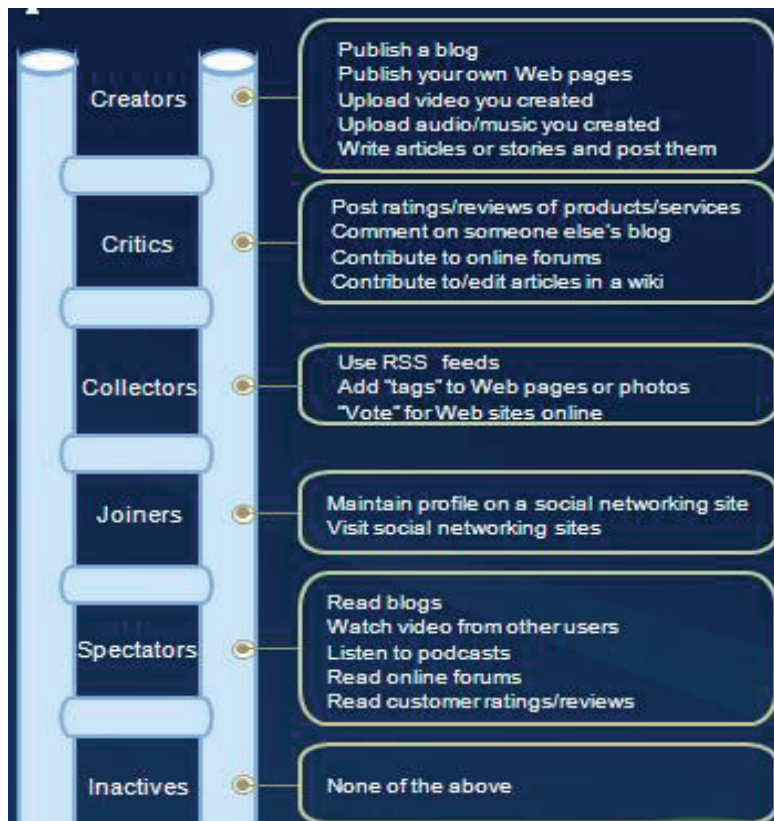 Creators
Publish a blog
Publish your own Web pages
Upload video you created
Upload audio/music you created
Write articles or stories and post them
Critics
Post ratings/reviews of products/services
Comment on someone else's blog
Contribute to online forums
Contribute to/edit articles in a wiki
Collectors
Use RSS feeds
Add "tags" to Web pages or photos
"Vote" for Web sites online
Joiners
Maintain profile on a social networking site
Visit social networking sites
Spectators
Read blogs
Watch video from other users
Listen to podcasts
Read online forums
Read customer ratings/reviews
Inactives
None of the above